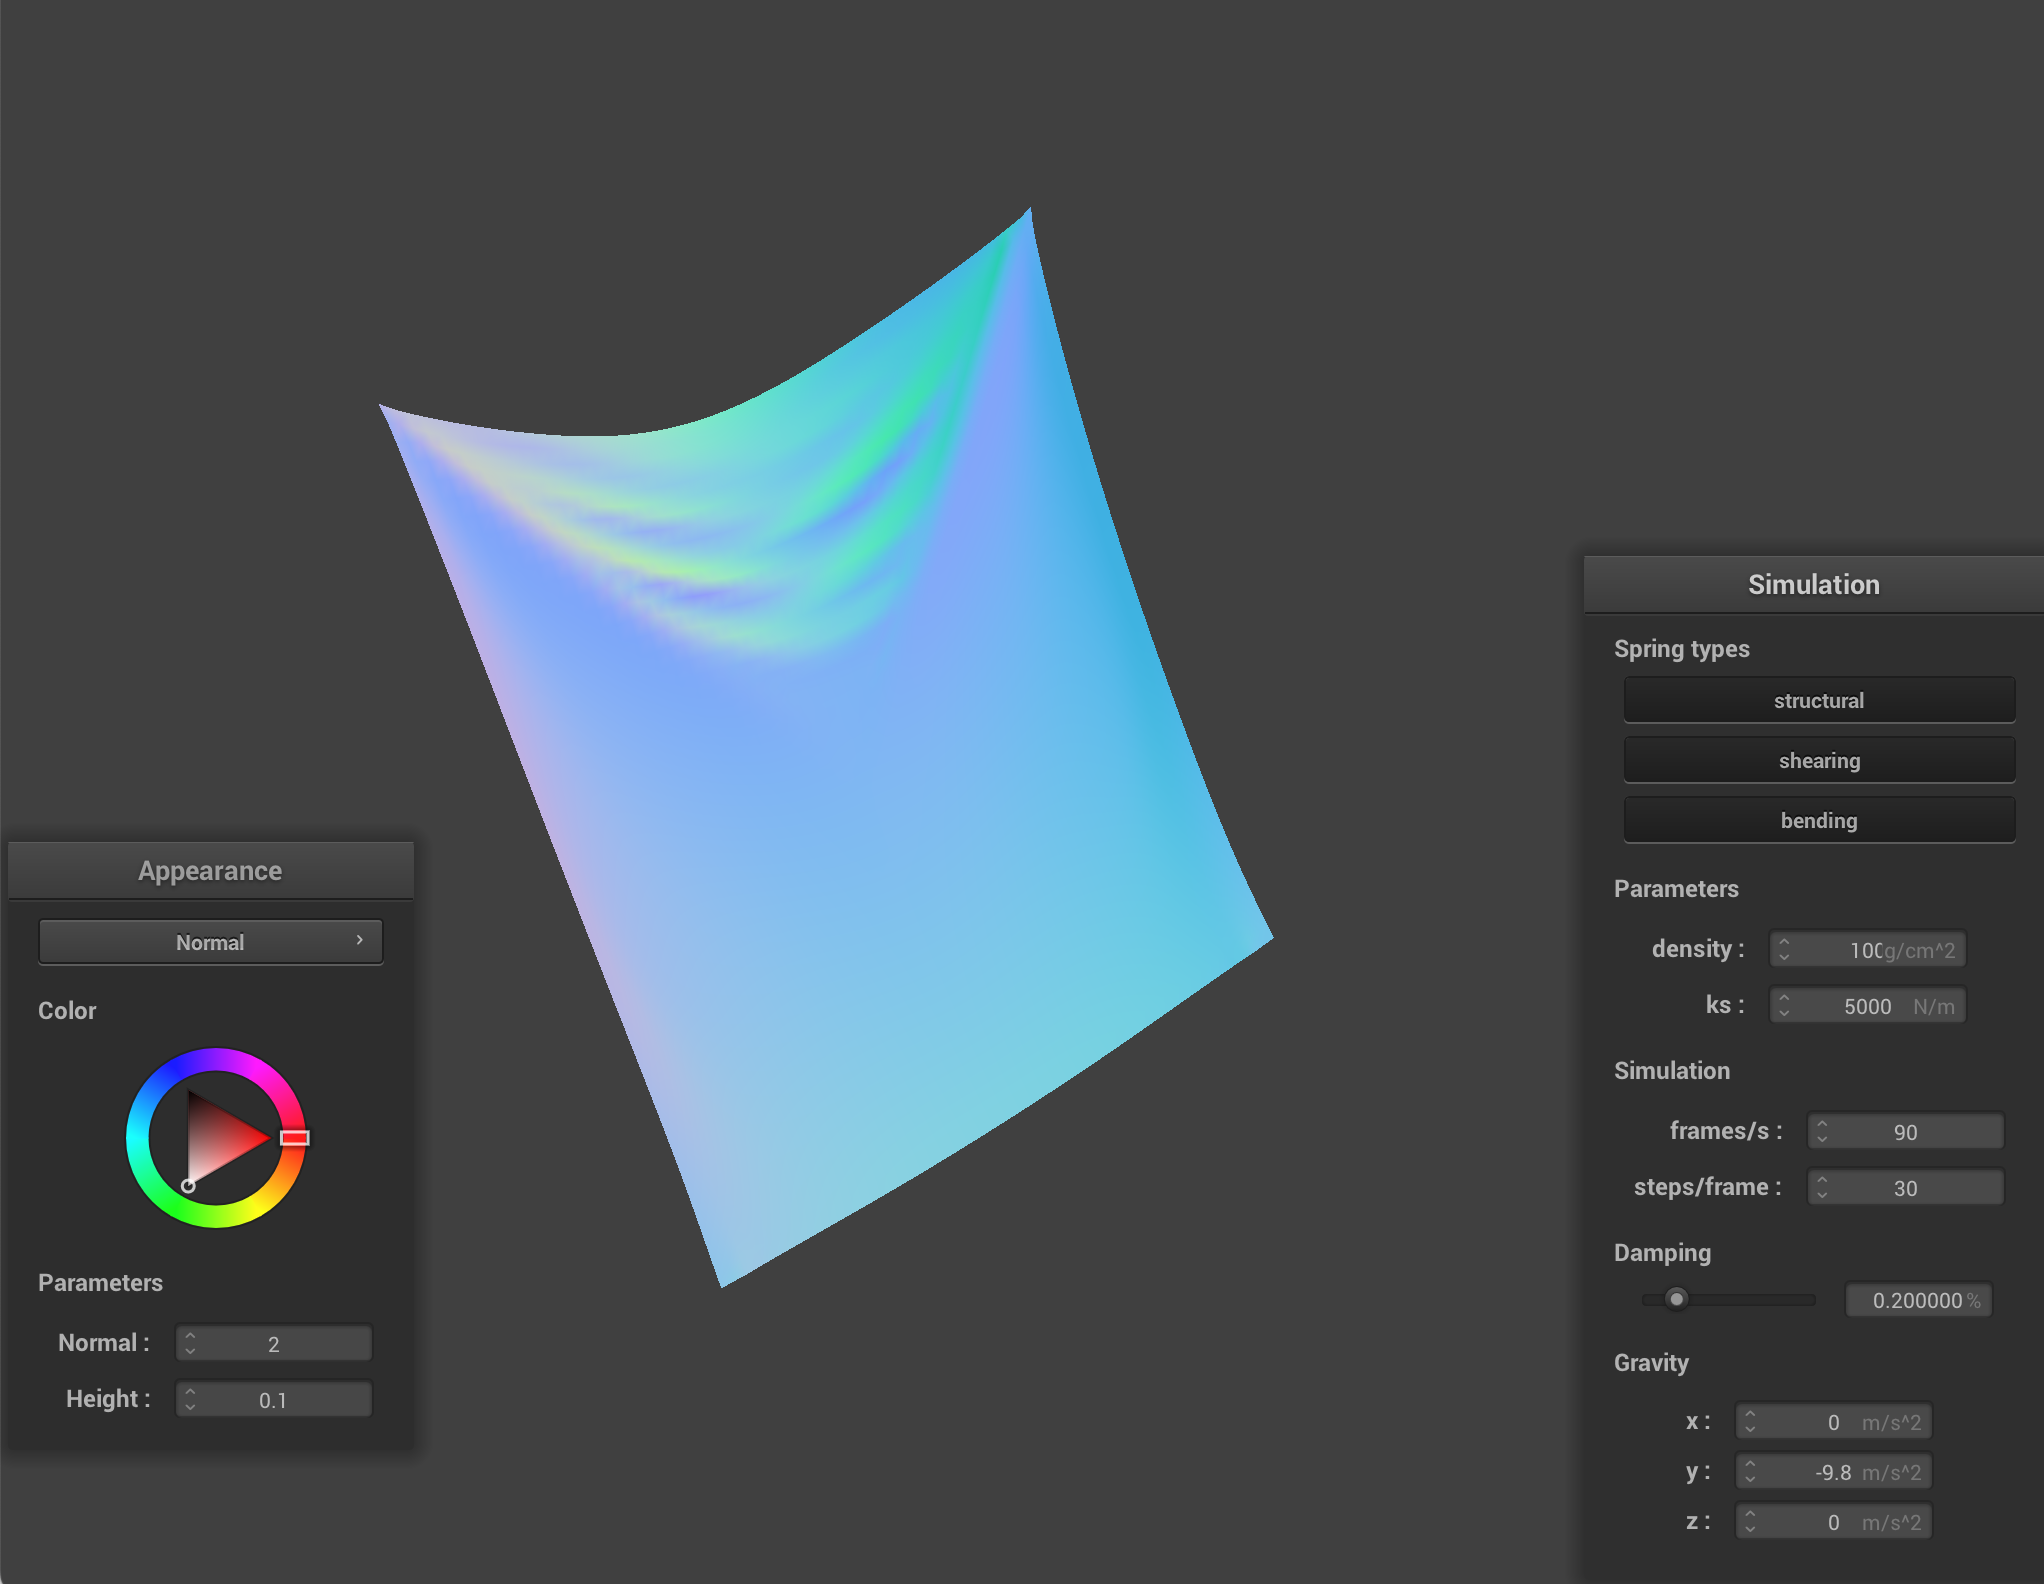 Appearance
Normal
Color
Parameters
Normal : 2
Height : 0.1
Simulation
Spring types
structural
shearing
bending
Parameters
density : 100 g/cm^2
ks : 5000 N/m
Simulation
frames/s : 90
steps/frame : 30
Damping
0.200000 %
Gravity
x : 0 m/s^2
y : -9.8 m/s^2
z : 0 m/s^2